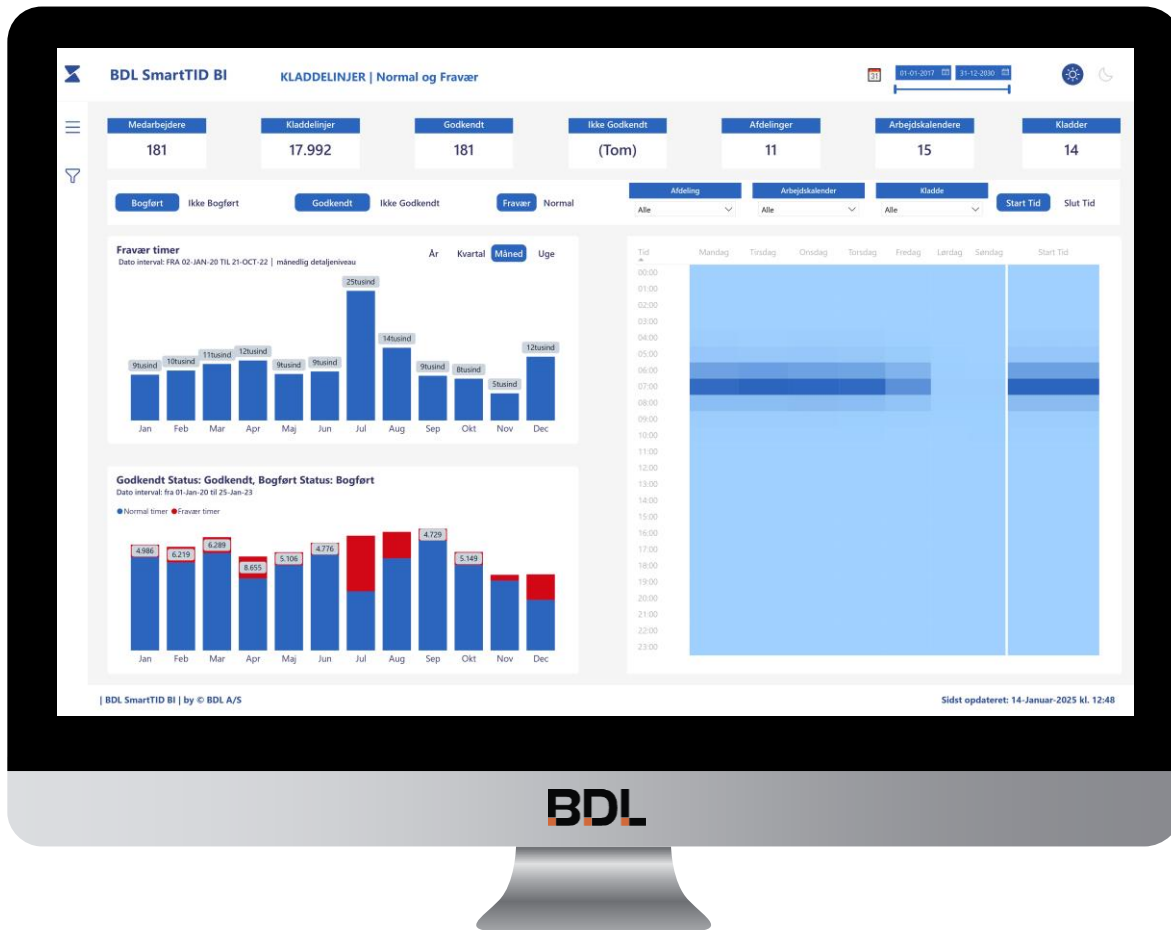 BDL SmartTID BI
KLADDELINJER | Normal og Fravær
31
01-01-2017
31-12-2030
Medarbejdere
181
Kladdelinjer
17.992
Godkendt
181
Ikke Godkendt
(Tom)
Afdelinger
11
Arbejdskalendere
15
Kladder
14
Bogført Ikke Bogført
Godkendt Ikke Godkendt
Fravær Normal
Afdeling
Alle
Arbejdskalender
Alle
Kladde
Alle
Start Tid Slut Tid
Fravær timer
Dato interval: FRA 02-JAN-20 TIL 21-OCT-22 | månedlig detaljeniveau
År Kvartal Måned Uge
9tusind 10tusind 11tusind 12tusind 9tusind 9tusind 25tusind 14tusind 9tusind 8tusind 5tusind 12tusind
Jan Feb Mar Apr Maj Jun Jul Aug Sep Okt Nov Dec
Godkendt Status: Godkendt, Bogført Status: Bogført
Dato interval: fra 01-Jan-20 til 25-Jan-23
Normal timer Fravær timer
4.986 6.219 6.289 8.655 5.106 4.776 4.729 5.149
Jan Feb Mar Apr Maj Jun Jul Aug Sep Okt Nov Dec
Tid Mandag Tirsdag Onsdag Torsdag Fredag Lørdag Søndag Start Tid
00:00
01:00
02:00
03:00
04:00
05:00
06:00
07:00
08:00
09:00
10:00
11:00
12:00
13:00
14:00
15:00
16:00
17:00
18:00
19:00
20:00
21:00
22:00
23:00
| BDL SmartTID BI | by © BDL A/S
Sidst opdateret: 14-Januar-2025 kl. 12:48
BDL